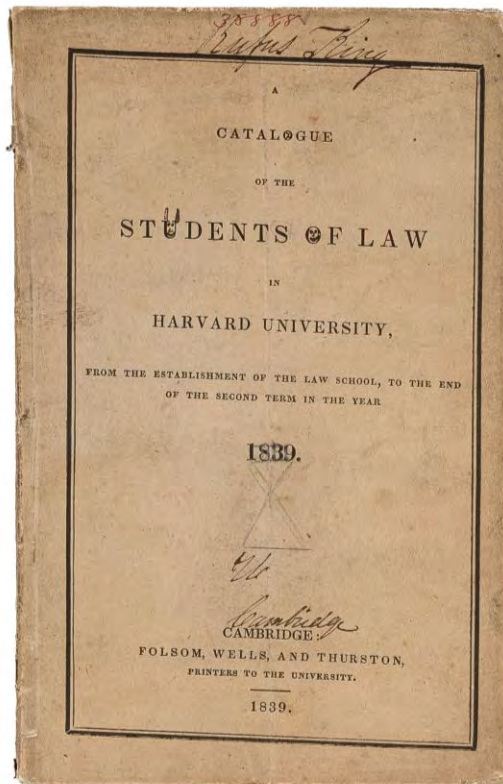 38888
Rufus King
A
CATALOGUE
OF THE
STUDENTS OF LAW
IN
HARVARD UNIVERSITY,
FROM THE ESTABLISHMENT OF THE LAW SCHOOL, TO THE END
OF THE SECOND TERM IN THE YEAR
1839.
Cambridge
CAMBRIDGE:
FOLSOM, WELLS, AND THURSTON,
PRINTERS TO THE UNIVERSITY.
1839.